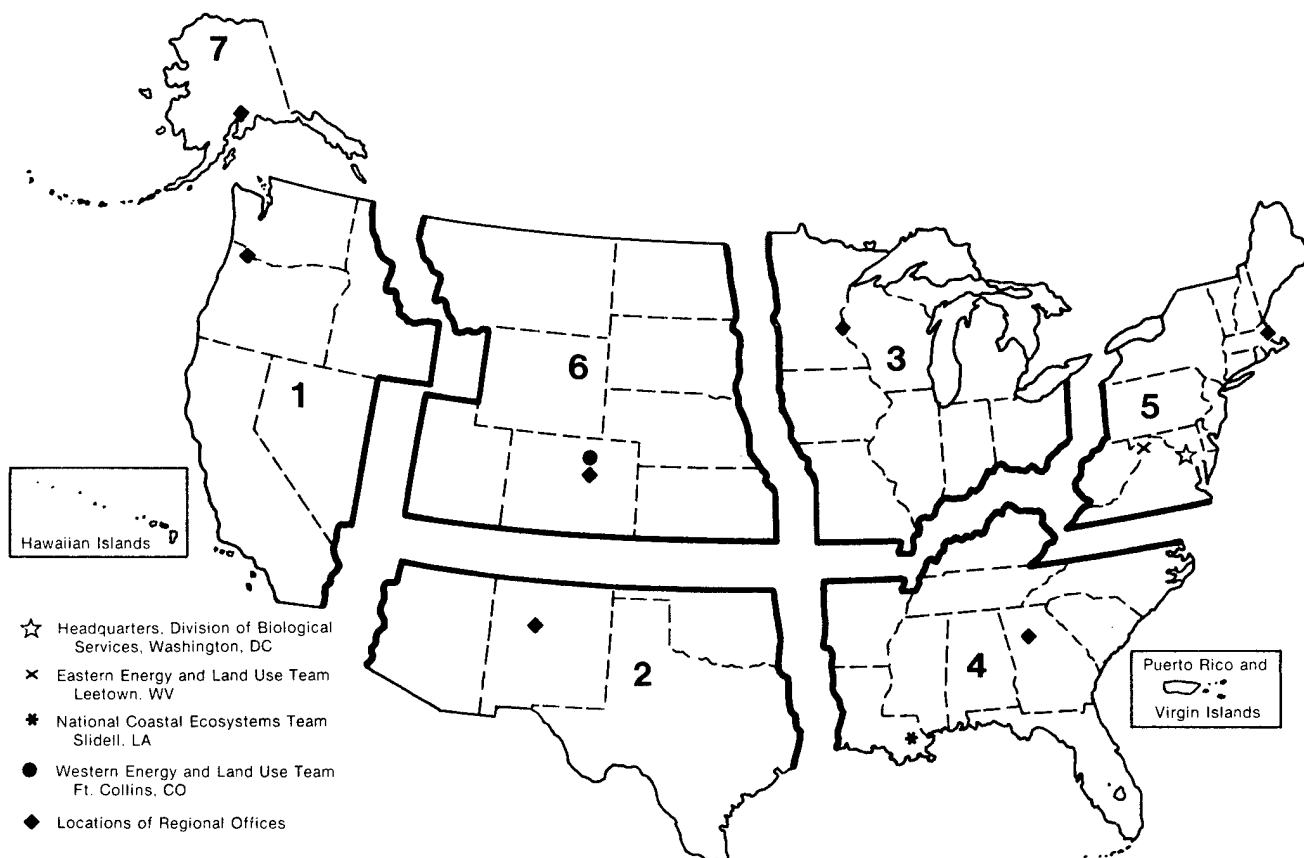 7
1
6
3
5
2
4
Hawaiian Islands
Headquarters, Division of Biological
Services, Washington, DC
Eastern Energy and Land Use Team
Leetown, WV
National Coastal Ecosystems Team
Slidell, LA
Western Energy and Land Use Team
Ft. Collins, CO
Locations of Regional Offices
Puerto Rico and
Virgin Islands